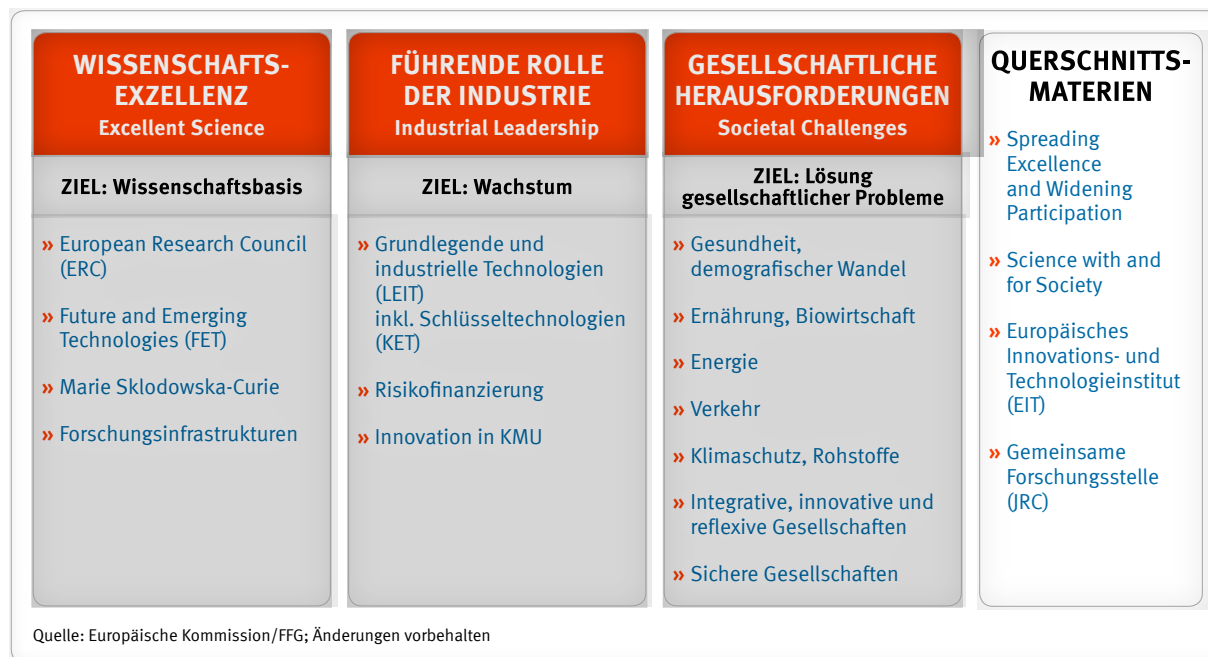 WISSENSCHAFTS-
EXZELLENZ
Excellent Science
ZIEL: Wissenschaftsbasis
» European Research Council
(ERC)
» Future and Emerging
Technologies (FET)
» Marie Sklodowska-Curie
» Forschungsinfrastrukturen
FÜHRENDE ROLLE
DER INDUSTRIE
Industrial Leadership
ZIEL: Wachstum
» Grundlegende und
industrielle Technologien
(LEIT)
inkl. Schlüsseltechnologien
(KET)
» Risikofinanzierung
» Innovation in KMU
GESELLSCHAFTLICHE
HERAUSFORDERUNGEN
Societal Challenges
ZIEL: Lösung
gesellschaftlicher Probleme
» Gesundheit,
demografischer Wandel
» Ernährung, Biowirtschaft
» Energie
» Verkehr
» Klimaschutz, Rohstoffe
» Integrative, innovative und
reflexive Gesellschaften
» Sichere Gesellschaften
QUERSCHNITTS-
MATERIEN
» Spreading
Excellence
and Widening
Participation
» Science with and
for Society
» Europäisches
Innovations- und
Technologieinstitut
(EIT)
» Gemeinsame
Forschungsstelle
(JRC)
Quelle: Europäische Kommission/FFG; Änderungen vorbehalten